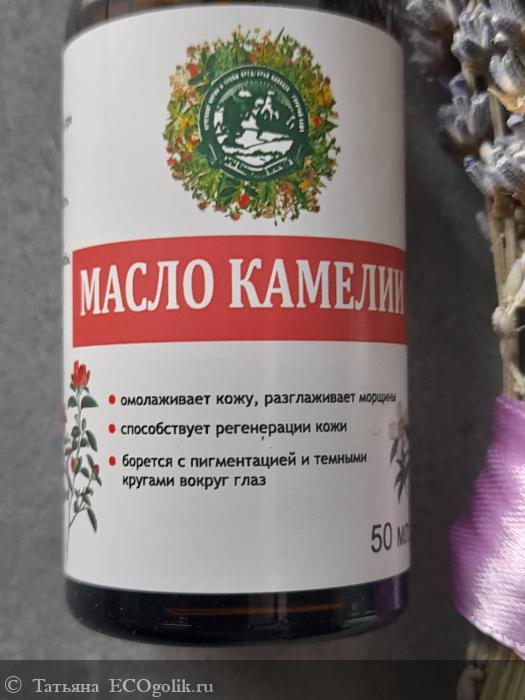 МАСЛО КАМЕЛИИ
• омолаживает кожу, разглаживает морщины
• способствует регенерации кожи
• борется с пигментацией и темными
кругами вокруг глаз
50
© Татьяна ECOgolik.ru